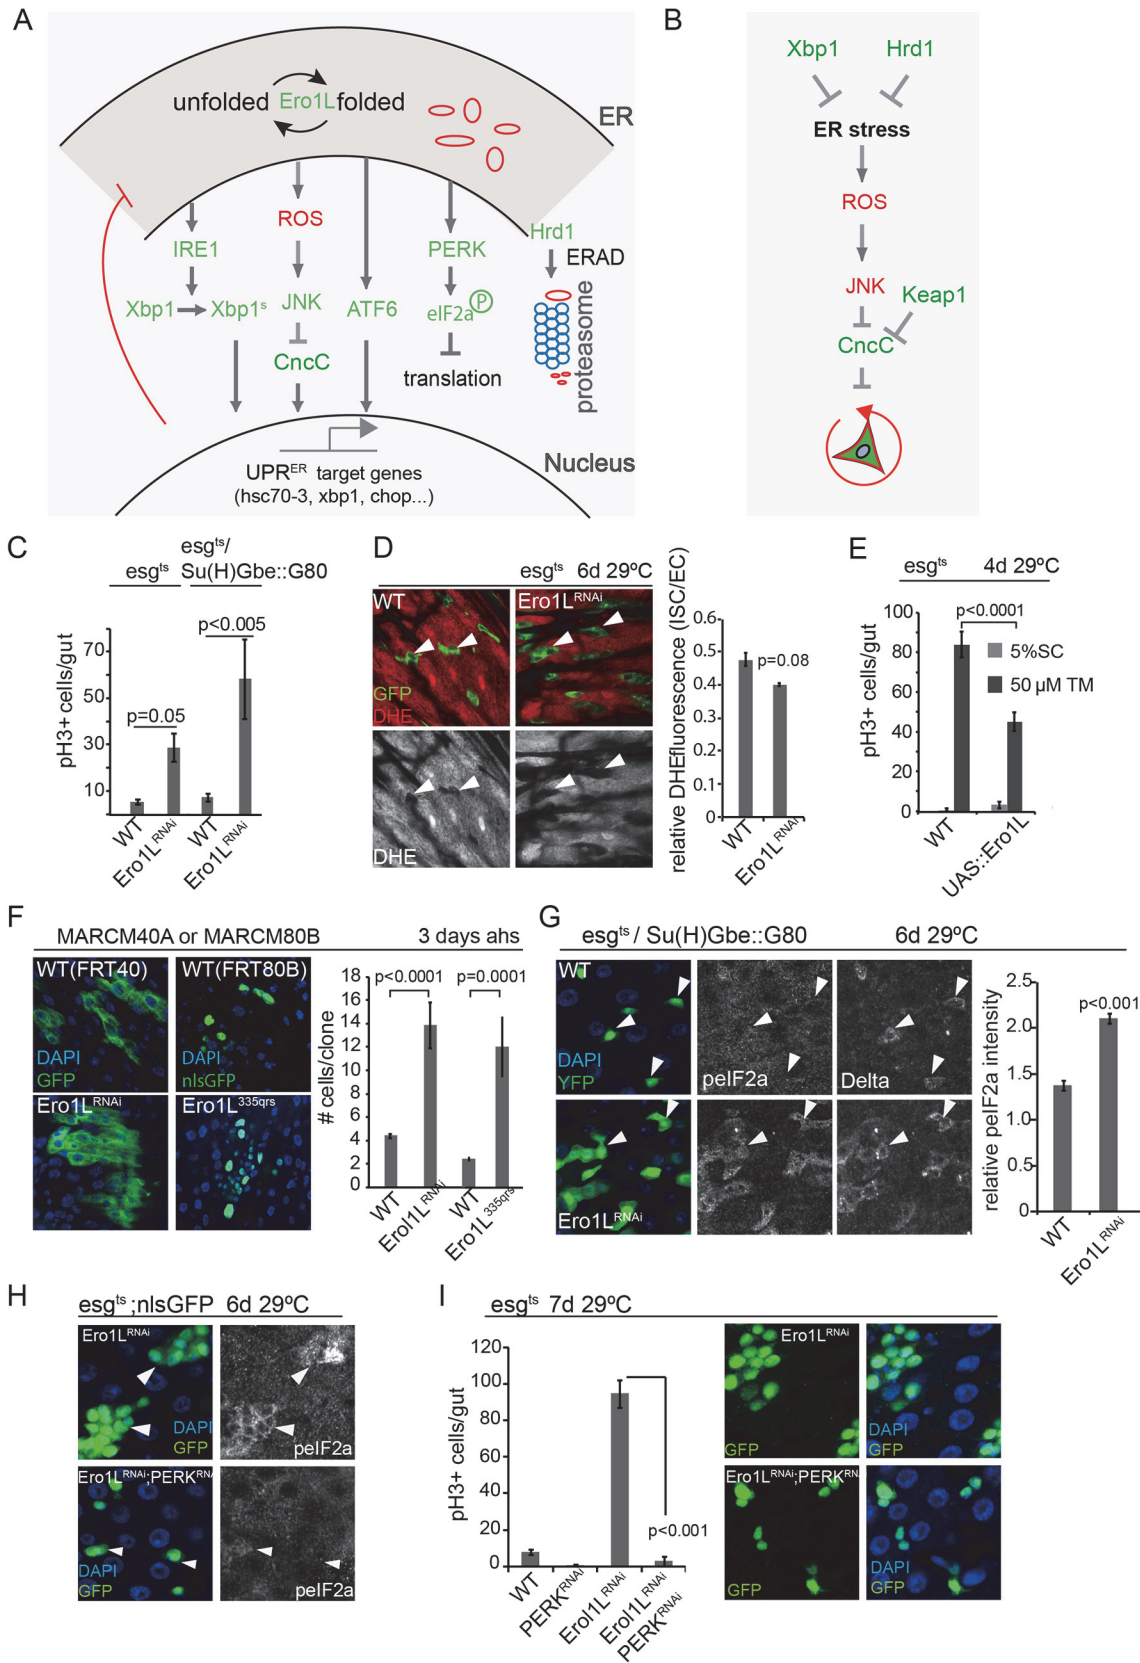 A
unfolded Ero1L folded
ER
ROS
IRE1
PERK
Hrd1
ERAD
Xbp1
Xbp1s
JNK
ATF6
eIF2a P
CncC
translation
proteasome
Nucleus
UPRER target genes
(hsc70-3, xbp1, chop...)
B
Xbp1 Hrd1
ER stress
ROS
JNK
Keap1
CncC
C
esgts
esgts/
Su(H)Gbe::G80
pH3+ cells/gut
70
50
30
10
p=0.05
p<0.005
WT
Ero1LRNAi
WT
Ero1LRNAi
D
esgts 6d 29ºC
WT
Ero1LRNAi
GFP
DHE
DHE
relative DHEfluorescence (ISC/EC)
0.6
0.5
0.4
0.3
0.2
0.1
0
p=0.08
WT
Ero1LRNAi
E
esgts 4d 29ºC
pH3+ cells/gut
100
80
60
40
20
0
p<0.0001
5%SC
50 µM TM
WT
UAS::Ero1L
F
MARCM40A or MARCM80B 3 days ahs
WT(FRT40)
WT(FRT80B)
DAPI
GFP
DAPI
nlsGFP
Ero1LRNAi
Ero1L335qrs
# cells/clone
18
16
14
12
10
8
6
4
2
0
p<0.0001
p=0.0001
WT
Erol1LRNAi
WT
Ero1L335qrs
G
esgts / Su(H)Gbe::G80 6d 29ºC
WT
DAPI
YFP
peIF2a
Delta
Ero1LRNAi
relative peIF2a intensity
2.5
2.0
1.5
1.0
0.5
0
p<0.001
WT
Ero1LRNAi
H
esgts ;nlsGFP 6d 29ºC
Ero1LRNAi
DAPI
GFP
peIF2a
Ero1LRNAi;PERKRNA
DAPI
GFP
peIF2a
I
esgts 7d 29ºC
pH3+ cells/gut
120
100
80
60
40
20
0
p<0.001
WT
PERKRNAi
Erol1LRNAi
Erol1LRNAi
PERKRNAi
Ero1LRNAi
GFP
DAPI
GFP
Ero1LRNAi;PERKRNA
GFP
DAPI
GFP